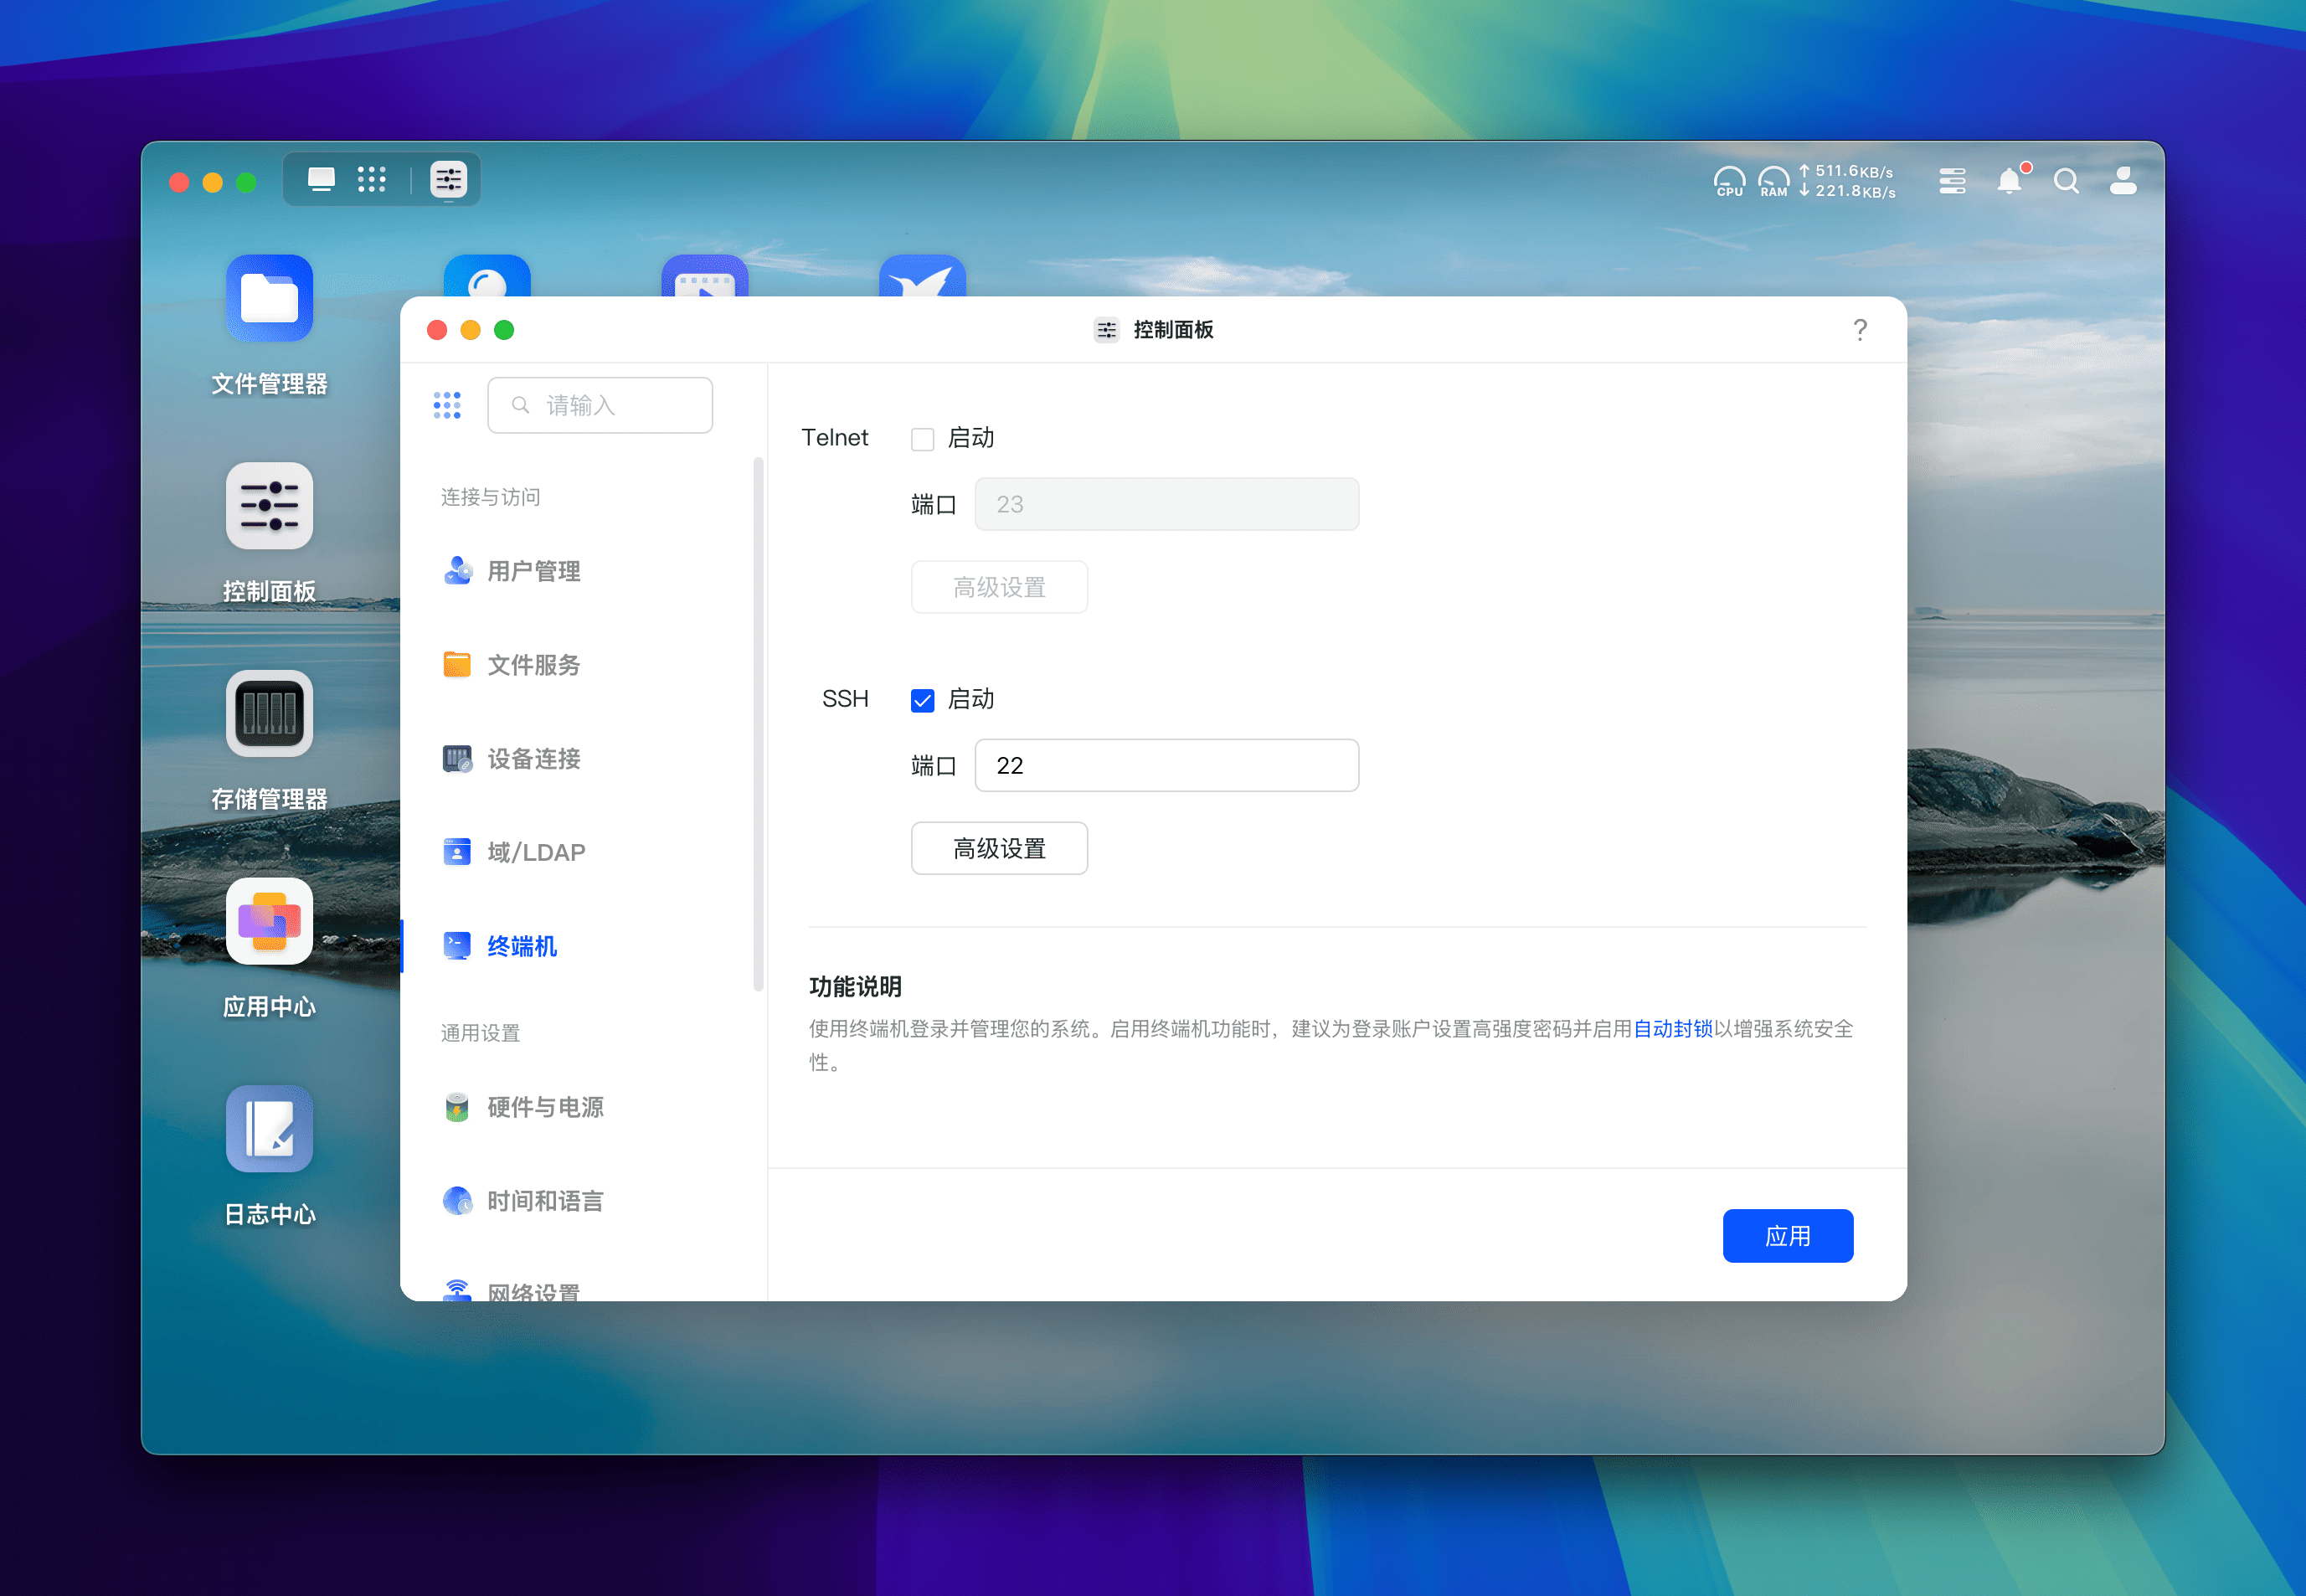 CPU
RAM
511.6KB/s
221.8KB/s
文件管理器
控制面板
存储管理器
应用中心
日志中心
控制面板
?
请输入
连接与访问
用户管理
文件服务
设备连接
域/LDAP
终端机
通用设置
硬件与电源
时间和语言
网络设置
Telnet
启动
端口
23
高级设置
SSH
启动
端口
22
高级设置
功能说明
使用终端机登录并管理您的系统。启用终端机功能时，建议为登录账户设置高强度密码并启用自动封锁以增强系统安全
性。
应用